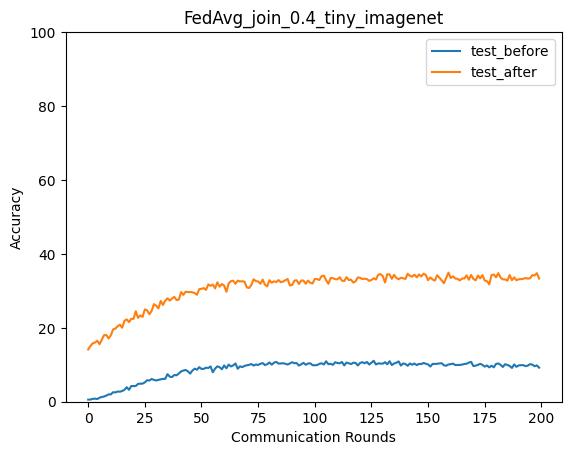 FedAvg_join_0.4_tiny_imagenet
100
80
60
40
20
0
Accuracy
test_before
test_after
0 25 50 75 100 125 150 175 200
Communication Rounds